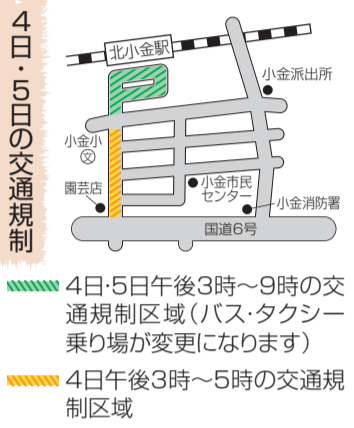 4日・5日の交通規制
北小金駅
小金派出所
小金小
文
園芸店
小金市民
センター
小金消防署
国道6号
4日・5日午後3時〜9時の交
通規制区域（バス・タクシー
乗り場が変更になります）
4日午後3時〜5時の交通規
制区域